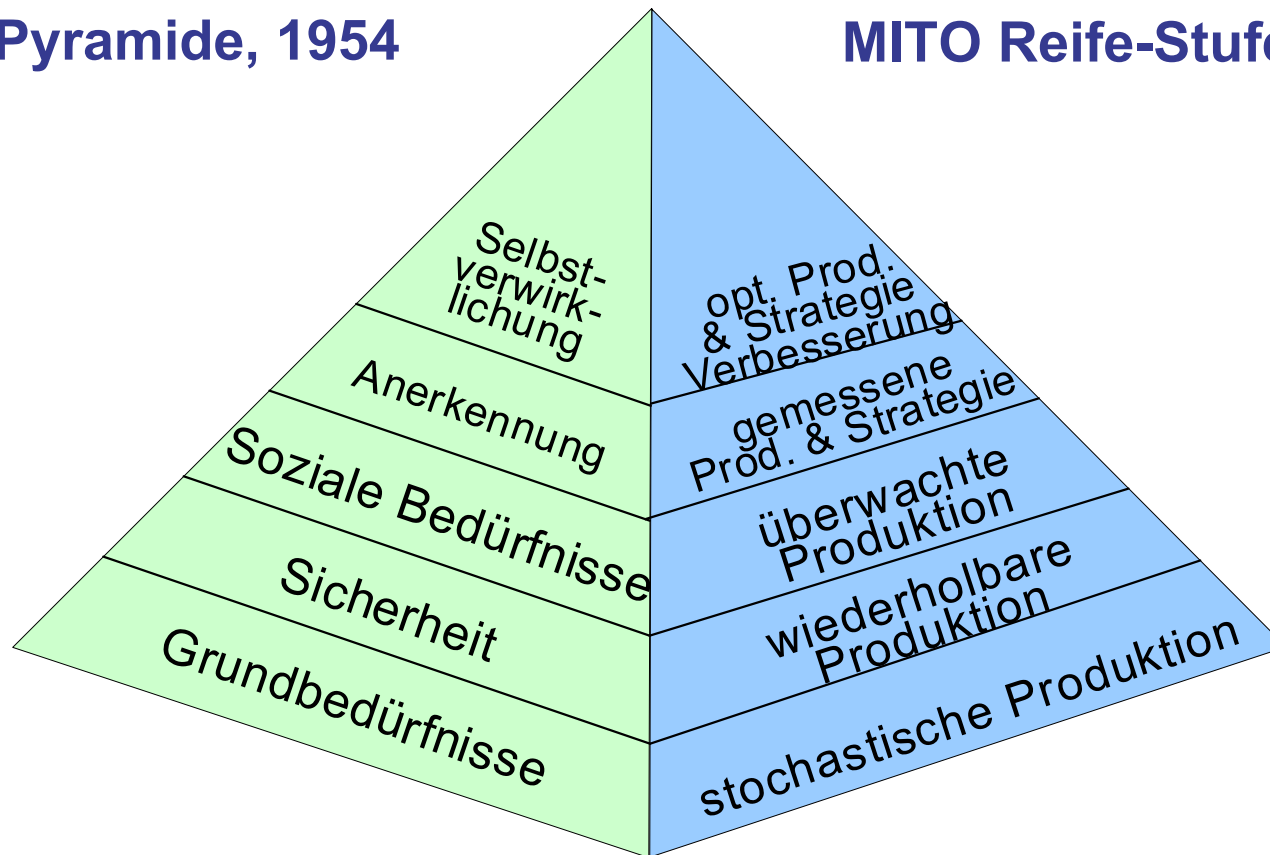 Pyramide, 1954
MITO Reife-Stufe
Selbst-
verwirk-
lichung
Anerkennung
Soziale Bedürfnisse
Sicherheit
Grundbedürfnisse
opt. Prod.
& Strategie
Verbesserung
gemessene
Prod. & Strategie
überwachte
Produktion
wiederholbare
Produktion
stochastische Produktion